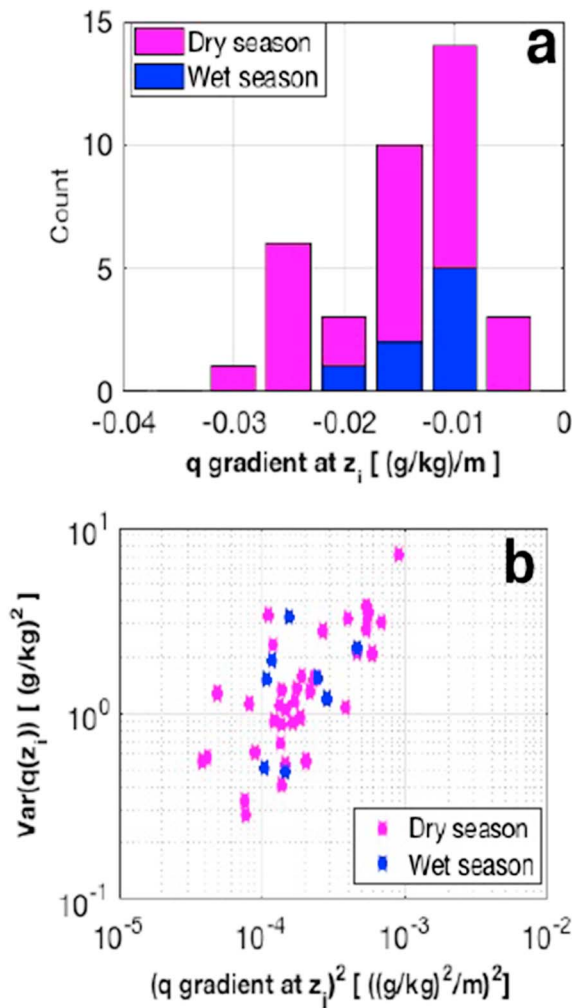 15
Dry season
Wet season
a
10
5
0
Count
-0.04
-0.03
-0.02
-0.01
0
q gradient at z_i [ (g/kg)/m ]
10^1
b
10^0
10^-1
Var(q(z_i)) [ (g/kg)^2 ]
Dry season
Wet season
10^-5
10^-4
10^-3
10^-2
(q gradient at z_i)^2 [ ((g/kg)^2/m)^2]